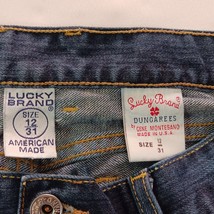 LUCKY
BRAND
SIZE
12
31
AMERICAN
MADE
Lucky Brand
DUNGAREES
BY GENE MONTESANO
MADE IN U.S.A.
SIZE 12
31